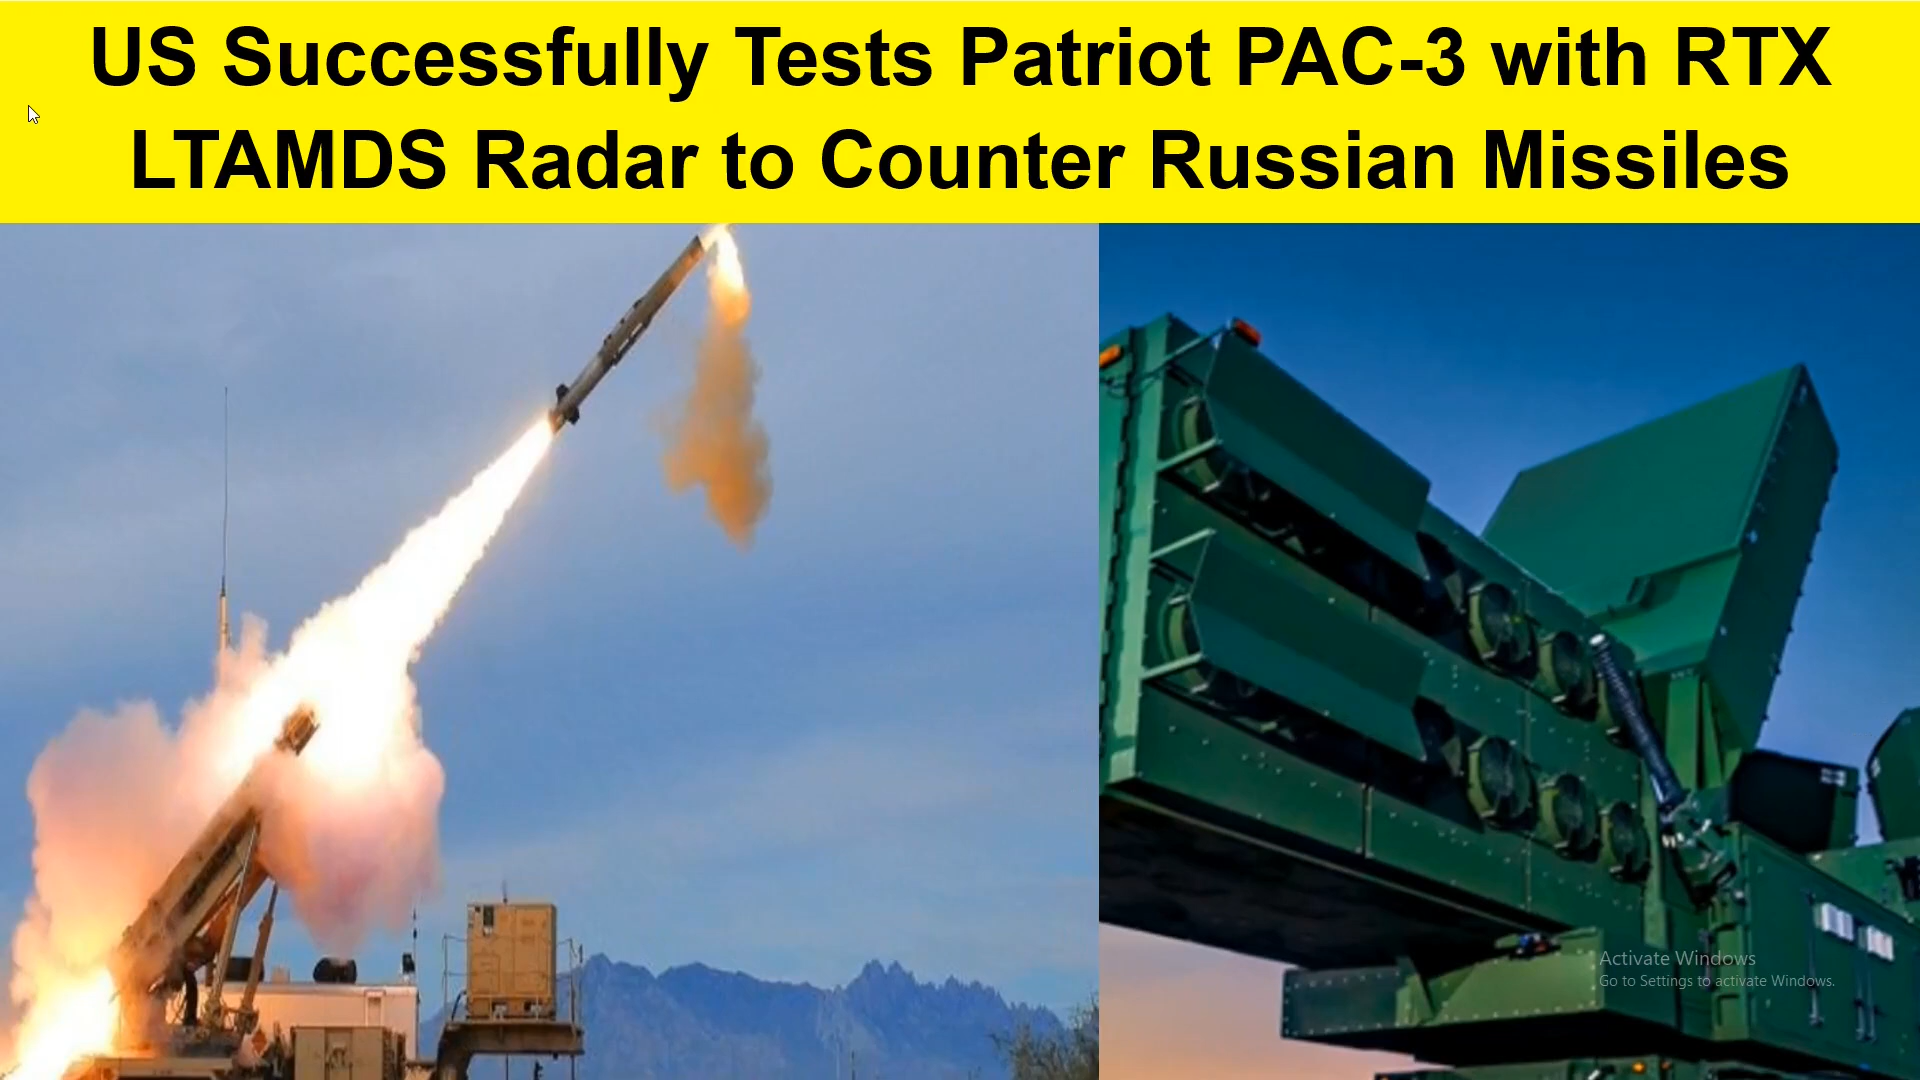 US Successfully Tests Patriot PAC-3 with RTX
LTAMDS Radar to Counter Russian Missiles
Activate Windows
Go to Settings to activate Windows.